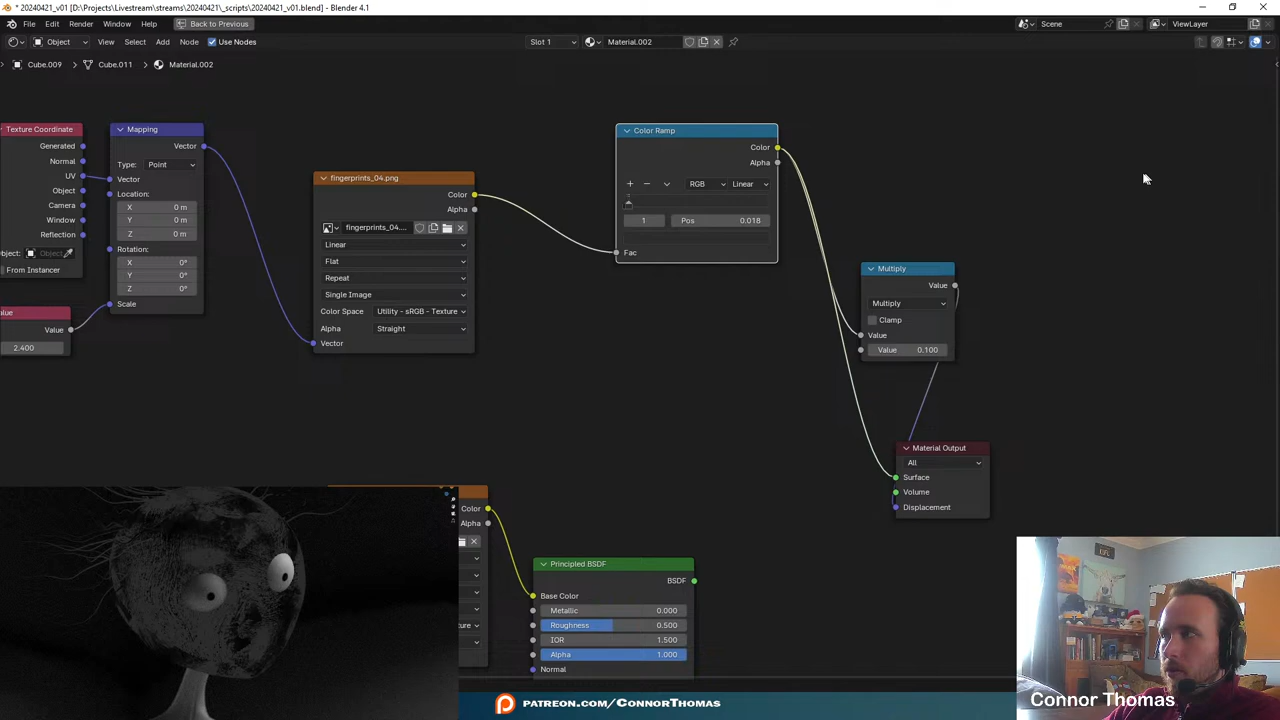 * 20240421_v01 [D:\Projects\Livestream\streams\20240421\_scripts\20240421_v01.blend] - Blender 4.1
File Edit Render Window Help Back to Previous Scene ViewLayer
Object View Select Add Node Use Nodes Slot 1 Material.002
Cube.009 > Cube.011 > Material.002
Texture Coordinate
Generated
Normal
UV
Object
Camera
Window
Reflection
Object
From Instancer
Value
2.400
Mapping
Vector
Type: Point
Vector
Location:
X 0 m
Y 0 m
Z 0 m
Rotation:
X 0°
Y 0°
Z 0°
Scale
fingerprints_04.png
Color
Alpha
fingerprints_04....
Linear
Flat
Repeat
Single Image
Color Space Utility - sRGB - Texture
Alpha Straight
Vector
Color Ramp
Color
Alpha
+ − RGB Linear
1 Pos 0.018
Fac
Multiply
Value
Multiply
Clamp
Value
Value 0.100
Material Output
All
Surface
Volume
Displacement
Color
Alpha
Principled BSDF
BSDF
Base Color
Metallic 0.000
Roughness 0.500
IOR 1.500
Alpha 1.000
Normal
PATREON.COM/CONNORTHOMAS
Connor Thomas